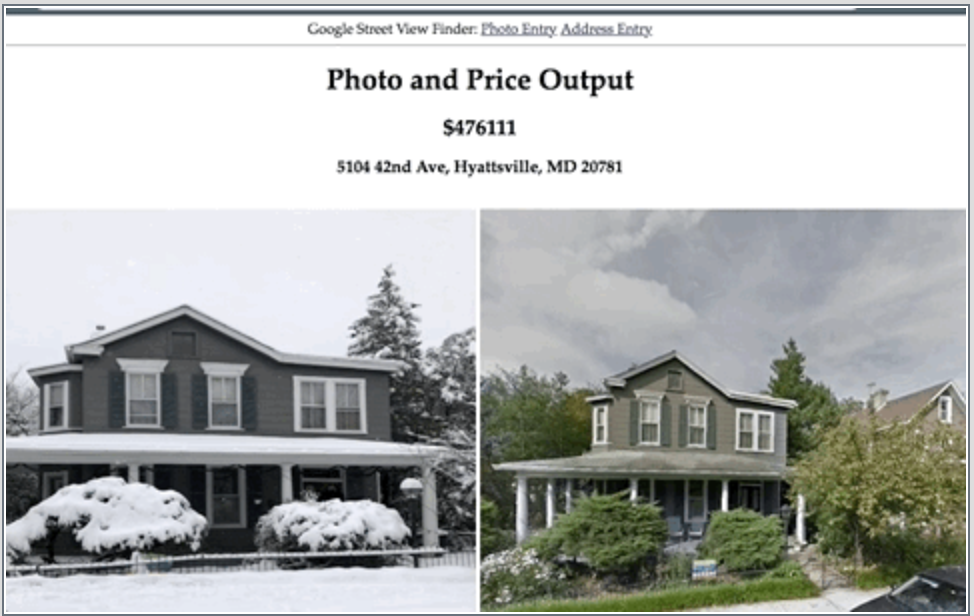 Google Street View Finder: Photo Entry Address Entry
Photo and Price Output
$476111
5104 42nd Ave, Hyattsville, MD 20781